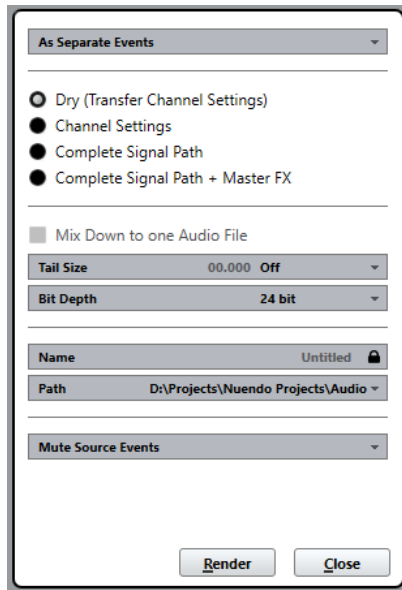 As Separate Events
Dry (Transfer Channel Settings)
Channel Settings
Complete Signal Path
Complete Signal Path + Master FX
Mix Down to one Audio File
Tail Size 00.000 Off
Bit Depth 24 bit
Name Untitled
Path D:\Projects\Nuendo Projects\Audio
Mute Source Events
Render Close